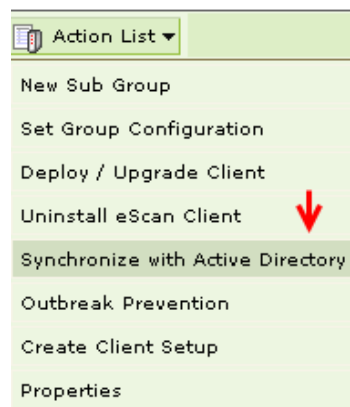 Action List
New Sub Group
Set Group Configuration
Deploy / Upgrade Client
Uninstall eScan Client
Synchronize with Active Directory
Outbreak Prevention
Create Client Setup
Properties